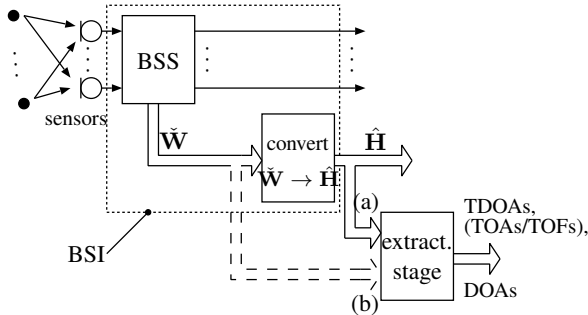 BSS
sensors
W̌
convert
W̌ → Ĥ
Ĥ
(a)
BSI
extract.
stage
TDOAs,
(TOAs/TOFs),
DOAs
(b)